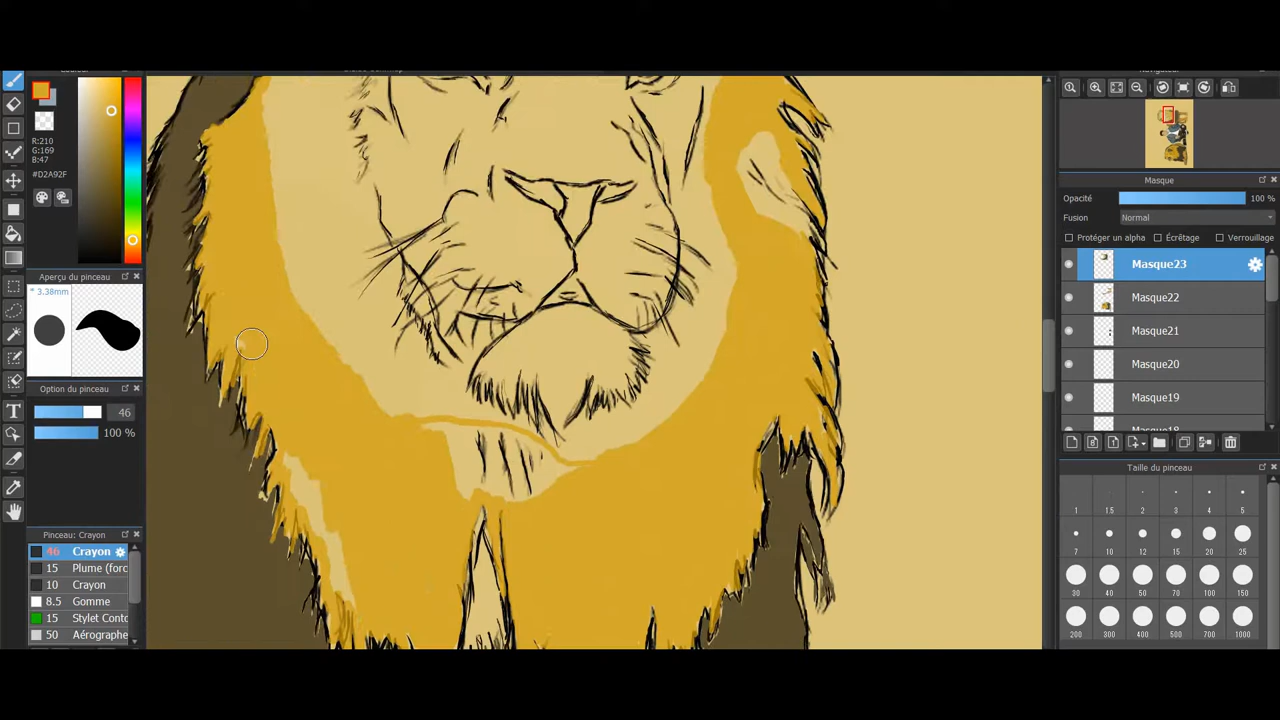 Navigateur
R:210
G:169
B:47
#D2A92F
Masque
Opacité 100 %
Fusion Normal
Protéger un alpha Écrêtage Verrouillage
Masque23
Masque22
Masque21
Masque20
Masque19
Aperçu du pinceau
* 3.38mm
Option du pinceau
46
100 %
Pinceau: Crayon
46 Crayon
15 Plume (forc
10 Crayon
8.5 Gomme
15 Stylet Conto
50 Aérographe
Taille du pinceau
1 1.5 2 3 4 5
7 10 12 15 20 25
30 40 50 70 100 150
200 300 400 500 700 1000